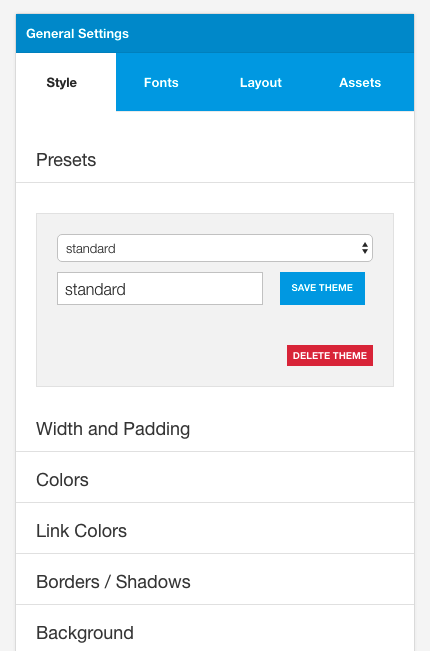 General Settings
Style Fonts Layout Assets
Presets
standard
standard SAVE THEME
DELETE THEME
Width and Padding
Colors
Link Colors
Borders / Shadows
Background